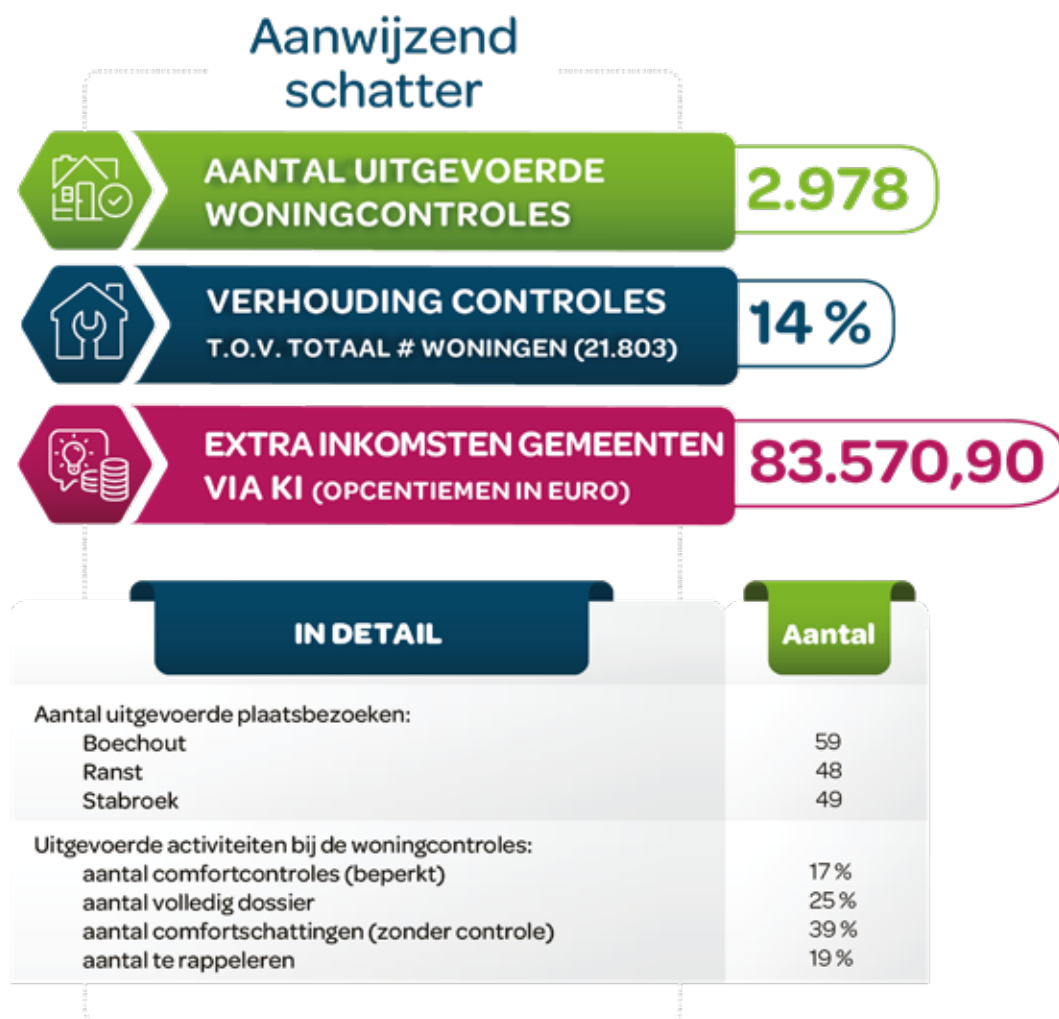 Aanwijzend
schatter
AANTAL UITGEVOERDE
WONINGCONTROLES
2.978
VERHOUDING CONTROLES
T.O.V. TOTAAL # WONINGEN (21.803)
14 %
EXTRA INKOMSTEN GEMEENTEN
VIA KI (OPCENTIEMEN IN EURO)
83.570,90
IN DETAIL Aantal
Aantal uitgevoerde plaatsbezoeken:
Boechout 59
Ranst 48
Stabroek 49
Uitgevoerde activiteiten bij de woningcontroles:
aantal comfortcontroles (beperkt) 17 %
aantal volledig dossier 25 %
aantal comfortschattingen (zonder controle) 39 %
aantal te rappeleren 19 %